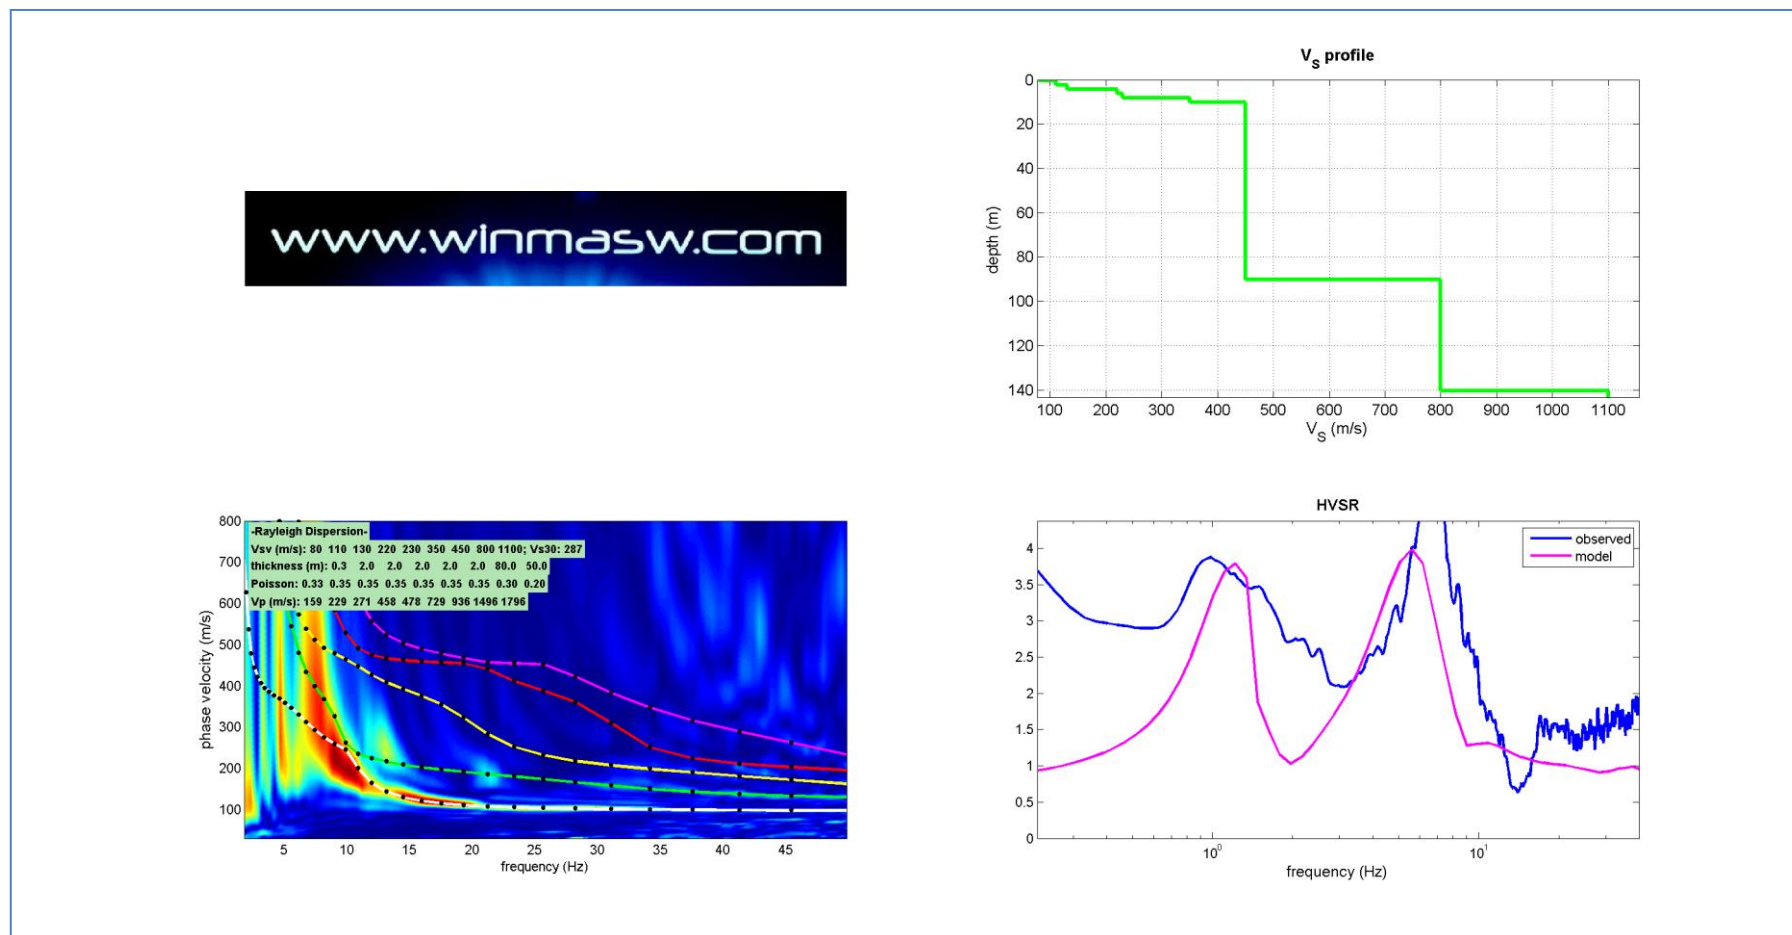 www.winmasw.com
V_S profile
0
20
40
60
80
100
120
140
depth (m)
100 200 300 400 500 600 700 800 900 1000 1100
V_S (m/s)
800
700
600
500
400
300
200
100
phase velocity (m/s)
-Rayleigh Dispersion-
Vsv (m/s): 80 110 130 220 230 350 450 800 1100; Vs30: 287
thickness (m): 0.3 2.0 2.0 2.0 2.0 2.0 80.0 50.0
Poisson: 0.33 0.35 0.35 0.35 0.35 0.35 0.35 0.30 0.20
Vp (m/s): 159 229 271 458 478 729 936 1496 1796
5 10 15 20 25 30 35 40 45
frequency (Hz)
HVSR
observed
model
4
3.5
3
2.5
2
1.5
1
0.5
0
10^0 10^1
frequency (Hz)